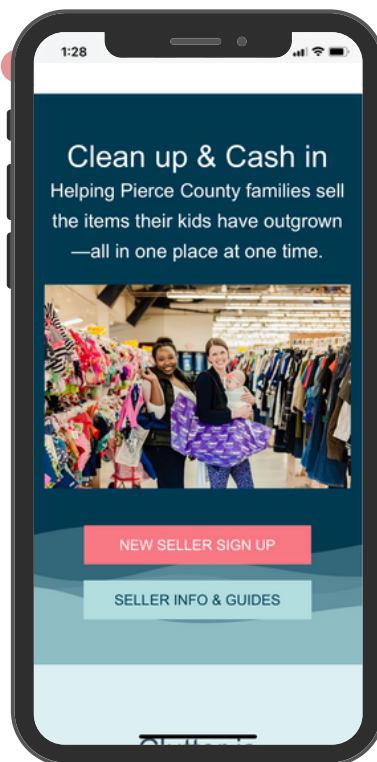 1:28
Clean up & Cash in
Helping Pierce County families sell
the items their kids have outgrown
—all in one place at one time.
NEW SELLER SIGN UP
SELLER INFO & GUIDES